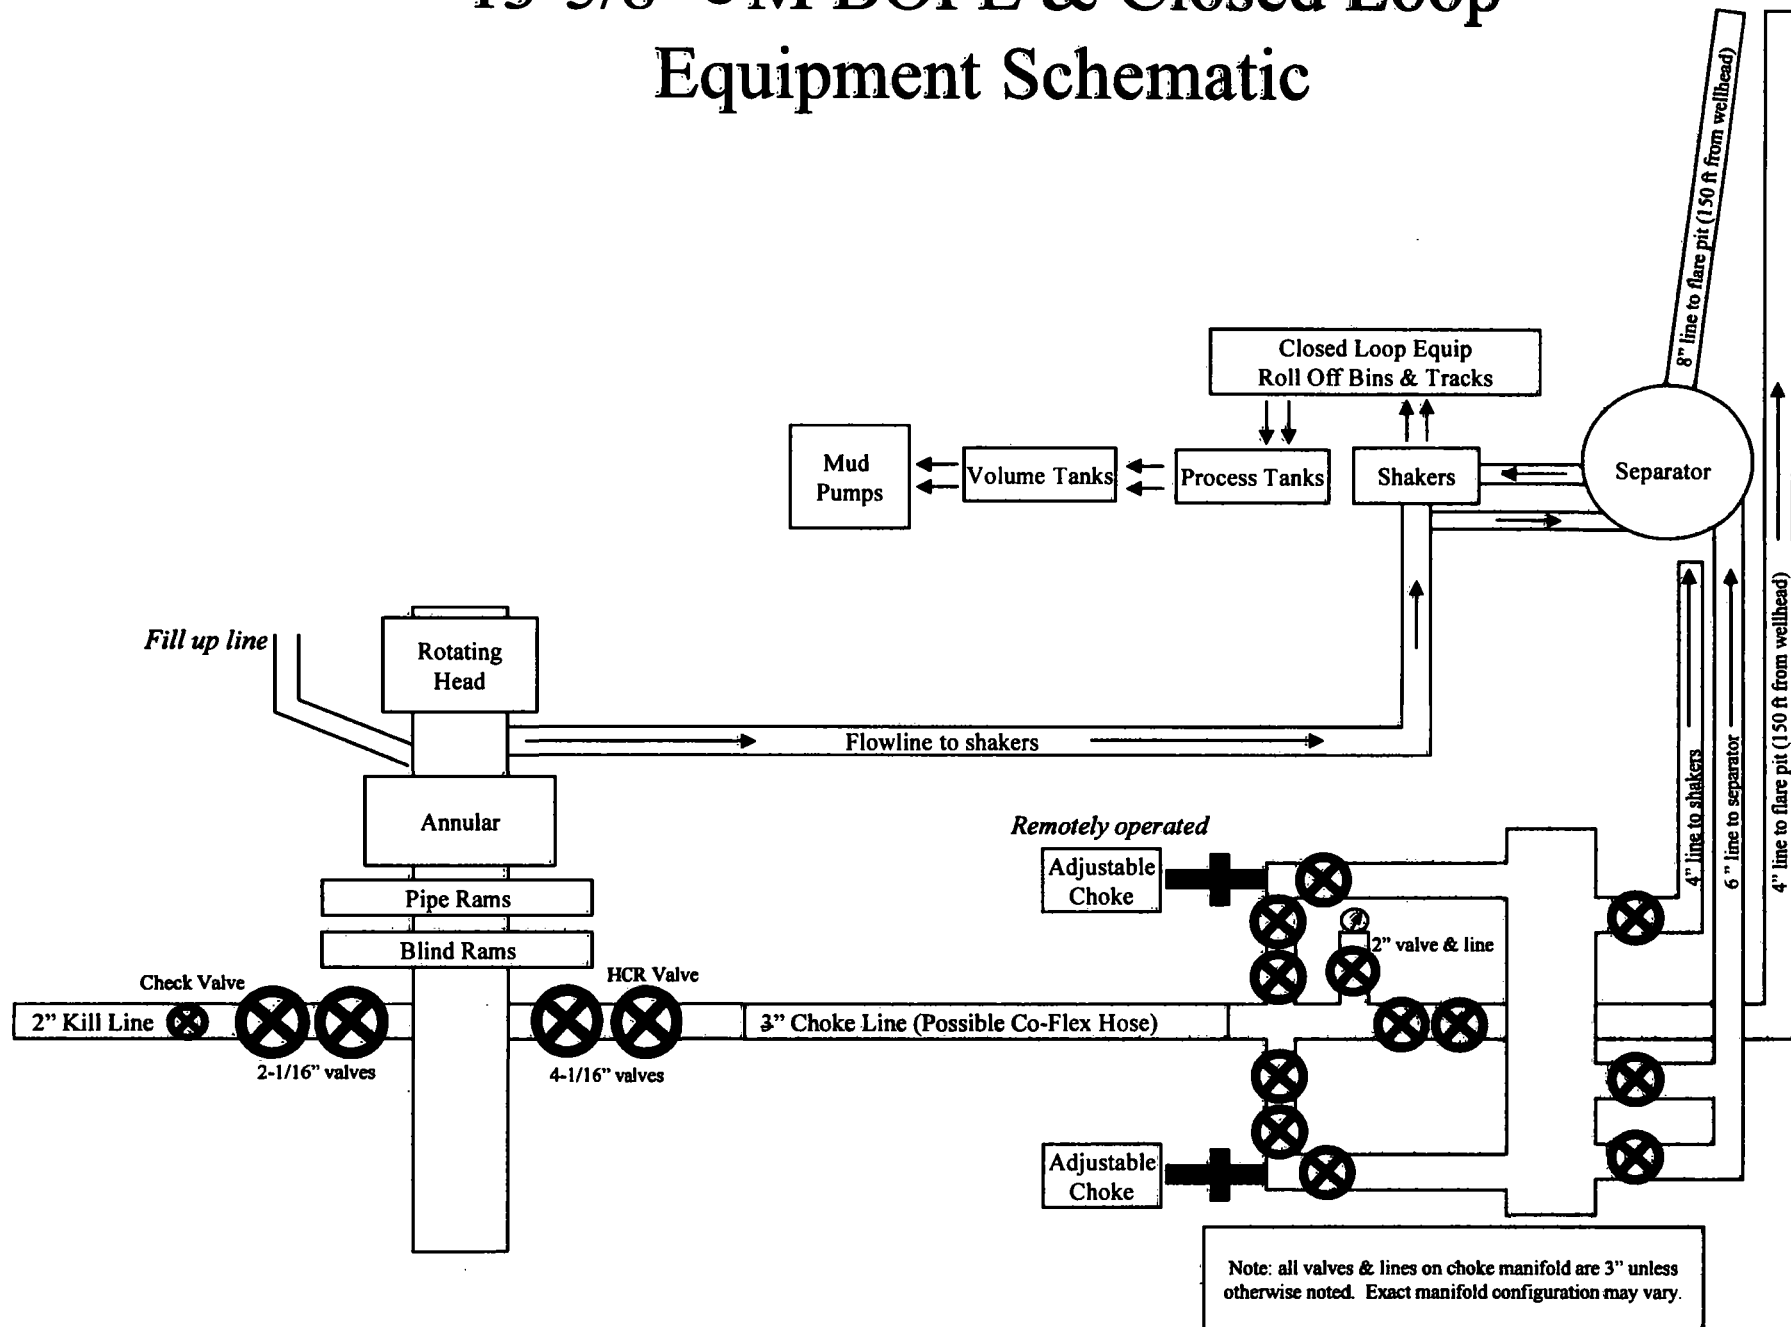 BOPE & Closed Loop
Equipment Schematic
8” line to flare pit (150 ft from wellhead)
Closed Loop Equip
Roll Off Bins & Tracks
Mud
Pumps
Volume Tanks
Process Tanks
Shakers
Separator
Fill up line
Rotating
Head
Flowline to shakers
Annular
Pipe Rams
Blind Rams
Check Valve
HCR Valve
2” Kill Line
3” Choke Line (Possible Co-Flex Hose)
2-1/16” valves
4-1/16” valves
Remotely operated
Adjustable
Choke
2” valve & line
Adjustable
Choke
4” line to shakers
6” line to separator
4” line to flare pit (150 ft from wellhead)
Note: all valves & lines on choke manifold are 3” unless
otherwise noted. Exact manifold configuration may vary.